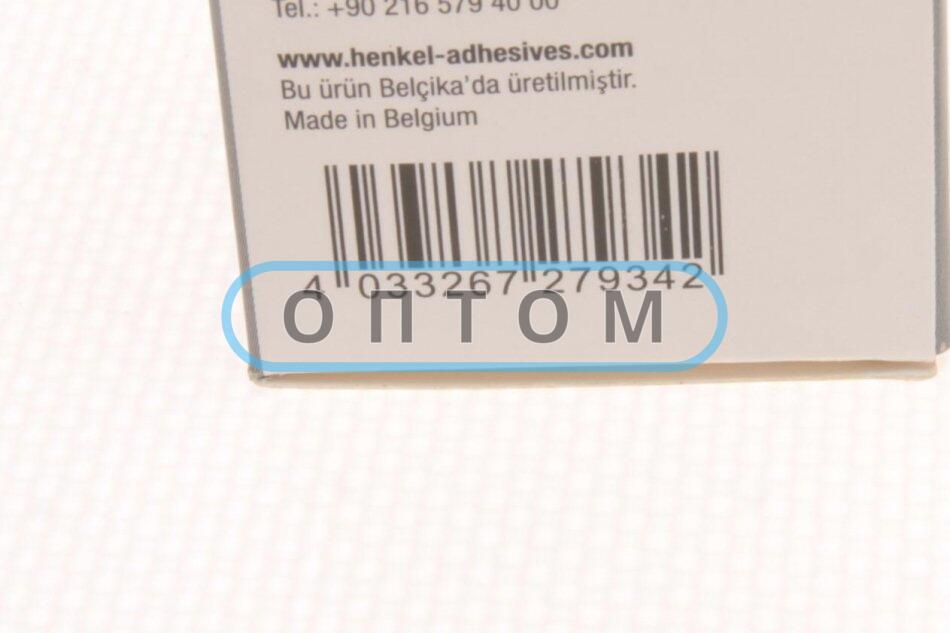 Tel.: +90 216 579 40 00
www.henkel-adhesives.com
Bu ürün Belçika'da üretilmiştir.
Made in Belgium
4 033267 279342
ОПТОМ